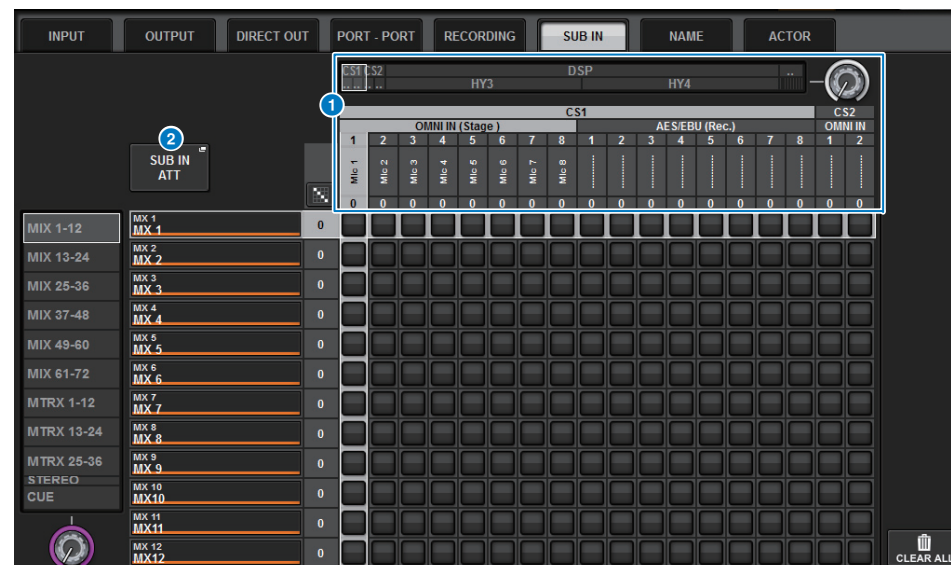 INPUT OUTPUT DIRECT OUT PORT - PORT RECORDING SUB IN NAME ACTOR
CS1 CS2 DSP
HY3 HY4
1
CS1 CS2
OMNI IN (Stage ) AES/EBU (Rec.) OMNI IN
1 2 3 4 5 6 7 8 1 2 3 4 5 6 7 8 1 2
Mic 1 Mic 2 Mic 3 Mic 4 Mic 5 Mic 6 Mic 7 Mic 8
0 0 0 0 0 0 0 0 0 0 0 0 0 0 0 0 0 0
2
SUB IN
ATT
MIX 1-12
MIX 13-24
MIX 25-36
MIX 37-48
MIX 49-60
MIX 61-72
MTRX 1-12
MTRX 13-24
MTRX 25-36
STEREO
CUE
MX 1
MX 1 0
MX 2
MX 2 0
MX 3
MX 3 0
MX 4
MX 4 0
MX 5
MX 5 0
MX 6
MX 6 0
MX 7
MX 7 0
MX 8
MX 8 0
MX 9
MX 9 0
MX 10
MX10 0
MX 11
MX11 0
MX 12
MX12 0
CLEAR ALL